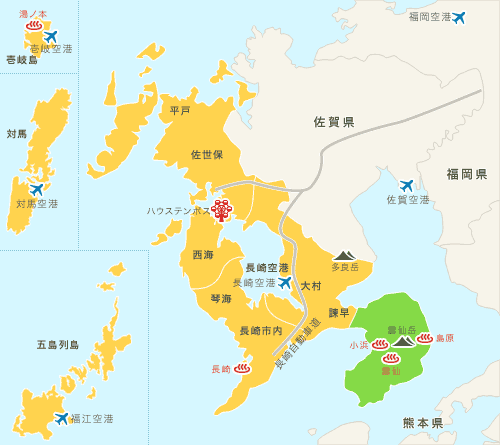 湯ノ本
壱岐空港
壱岐島
対馬
対馬空港
五島列島
福江空港
福岡空港
平戸
佐賀県
佐世保
福岡県
佐賀空港
ハウステンボス
西海
長崎空港
長崎空港
多良岳
琴海
大村
諫早
長崎市内
長崎自動車道
長崎
雲仙岳
小浜
島原
雲仙
熊本県